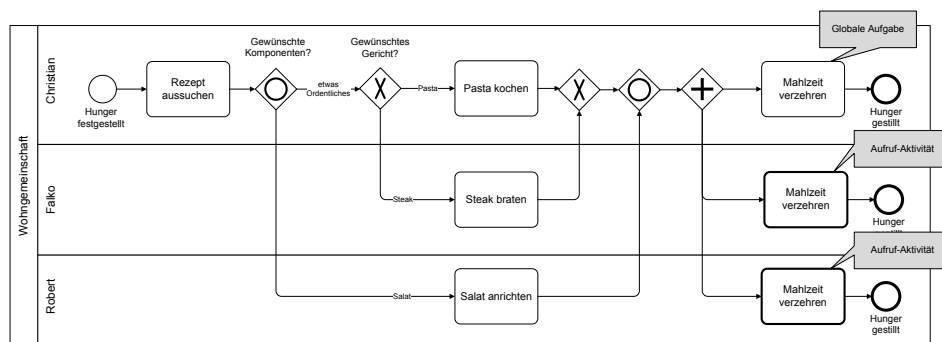 Globale Aufgabe
Wohngemeinschaft
Christian
Gewünschte
Komponenten?
Gewünschtes
Gericht?
Hunger
festgestellt
Rezept
aussuchen
etwas
Ordentliches
Pasta
Pasta kochen
Mahlzeit
verzehren
Hunger
gestillt
Aufruf-Aktivität
Falko
Steak
Steak braten
Mahlzeit
verzehren
Hunger
gestillt
Aufruf-Aktivität
Robert
Salat
Salat anrichten
Mahlzeit
verzehren
Hunger
gestillt